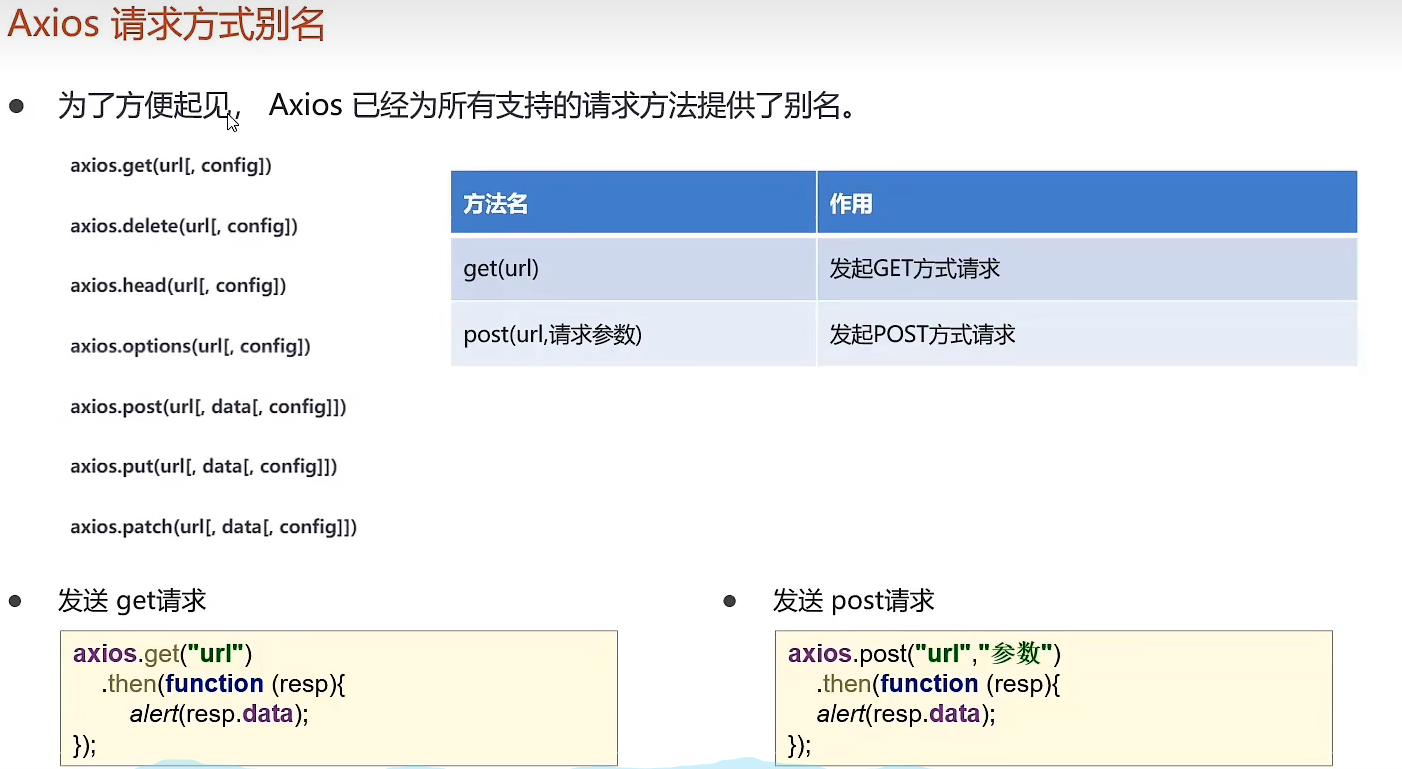 Axios 请求方式别名
● 为了方便起见， Axios 已经为所有支持的请求方法提供了别名。
axios.get(url[, config])
axios.delete(url[, config])
axios.head(url[, config])
axios.options(url[, config])
axios.post(url[, data[, config]])
axios.put(url[, data[, config]])
axios.patch(url[, data[, config]])
方法名 作用
get(url) 发起GET方式请求
post(url,请求参数) 发起POST方式请求
● 发送 get请求
axios.get("url")
.then(function (resp){
alert(resp.data);
});
● 发送 post请求
axios.post("url","参数")
.then(function (resp){
alert(resp.data);
});